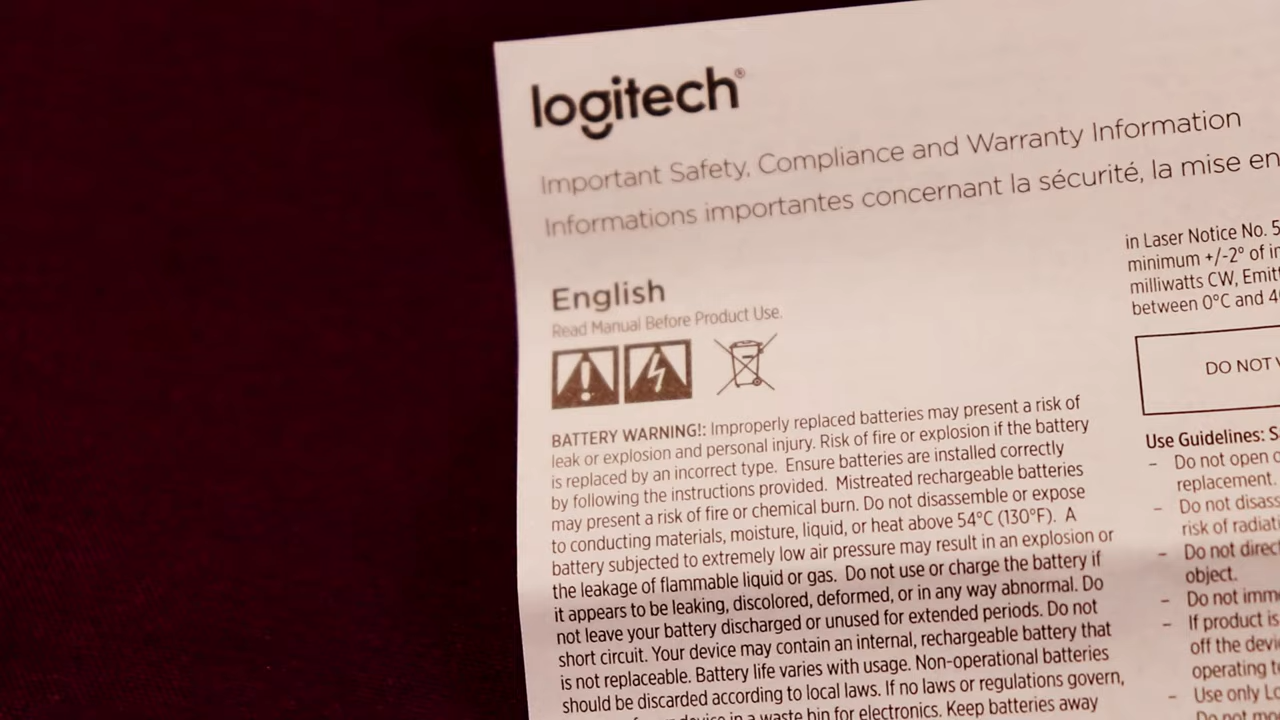 logitech®
Important Safety, Compliance and Warranty Information
Informations importantes concernant la sécurité, la mise en
English
Read Manual Before Product Use.
BATTERY WARNING!: Improperly replaced batteries may present a risk of
leak or explosion and personal injury. Risk of fire or explosion if the battery
is replaced by an incorrect type. Ensure batteries are installed correctly
by following the instructions provided. Mistreated rechargeable batteries
may present a risk of fire or chemical burn. Do not disassemble or expose
to conducting materials, moisture, liquid, or heat above 54°C (130°F). A
battery subjected to extremely low air pressure may result in an explosion or
the leakage of flammable liquid or gas. Do not use or charge the battery if
it appears to be leaking, discolored, deformed, or in any way abnormal. Do
not leave your battery discharged or unused for extended periods. Do not
short circuit. Your device may contain an internal, rechargeable battery that
is not replaceable. Battery life varies with usage. Non-operational batteries
should be discarded according to local laws. If no laws or regulations govern,
device in a waste bin for electronics. Keep batteries away
in Laser Notice No. 5
minimum +/-2° of
milliwatts CW,
between 0°C and
DO NOT
Use Guidelines:
– Do not open
replacement.
– Do not
risk of
– Do not
object.
– Do not
– If product is
off the
operating
– Use only
Do not